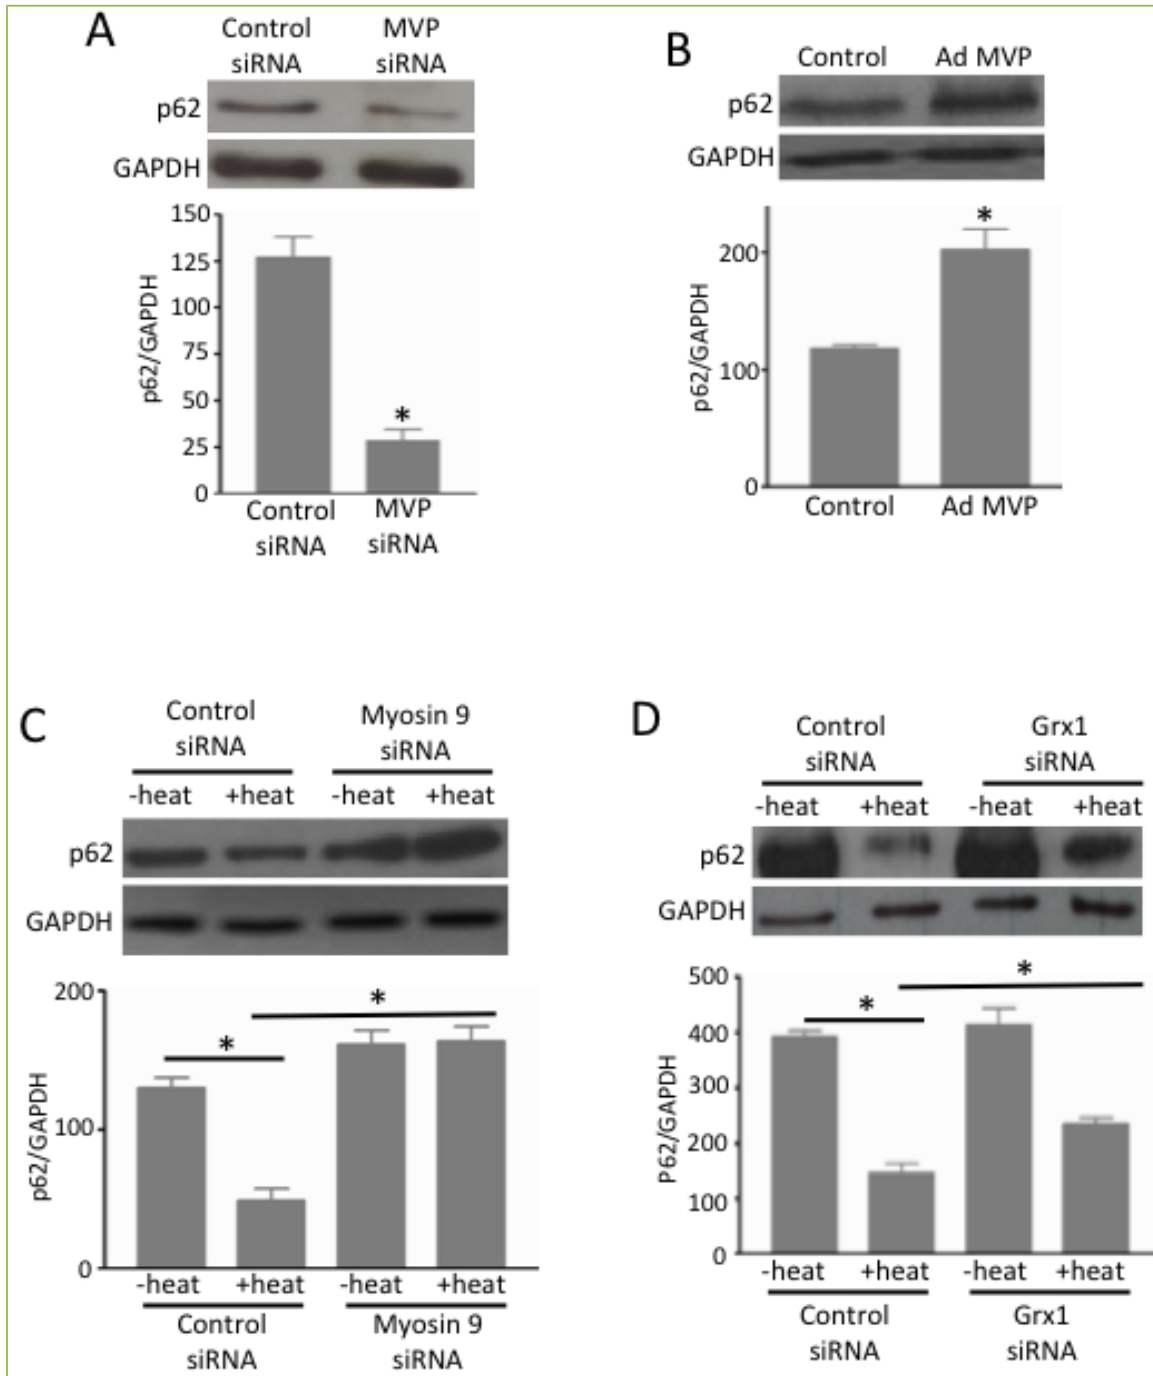 A
Control MVP
siRNA siRNA
p62
GAPDH
150
125
100
75
50
25
0
p62/GAPDH
*
Control MVP
siRNA siRNA
B
Control Ad MVP
p62
GAPDH
200
100
0
p62/GAPDH
*
Control Ad MVP
C
Control Myosin 9
siRNA siRNA
-heat +heat -heat +heat
p62
GAPDH
200
100
0
p62/GAPDH
*
*
-heat +heat -heat +heat
Control Myosin 9
siRNA siRNA
D
Control Grx1
siRNA siRNA
-heat +heat -heat +heat
p62
GAPDH
500
400
300
200
100
0
P62/GAPDH
*
*
-heat +heat -heat +heat
Control Grx1
siRNA siRNA